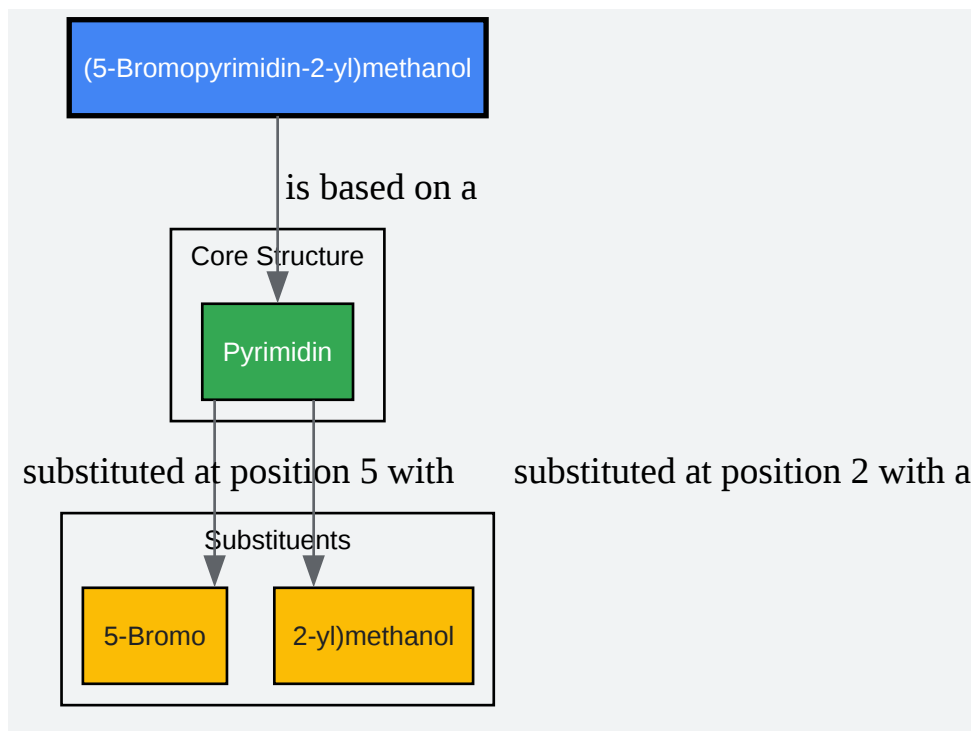 (5-Bromopyrimidin-2-yl)methanol
is based on a
Core Structure
Pyrimidin
substituted at position 5 with
substituted at position 2 with a
Substituents
5-Bromo
2-yl)methanol